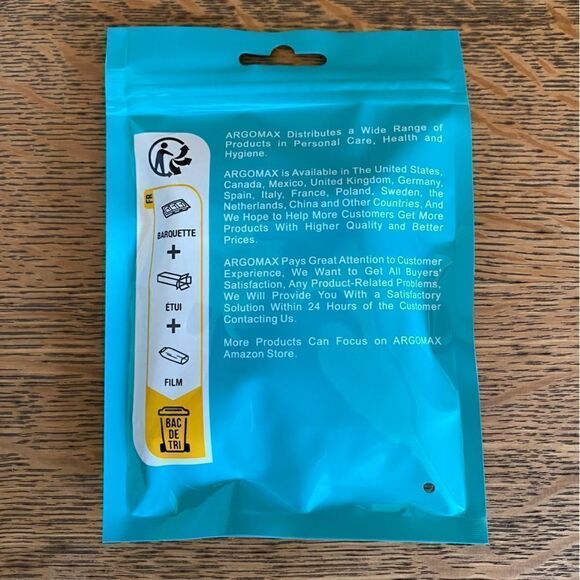 ARGOMAX Distributes a Wide Range of
Products in Personal Care, Health and
Hygiene.
ARGOMAX is Available in The United States,
Canada, Mexico, United Kingdom, Germany,
Spain, Italy, France, Poland, Sweden, the
Netherlands, China and Other Countries, And
We Hope to Help More Customers Get More
Products With Higher Quality and Better
Prices.
ARGOMAX Pays Great Attention to Customer
Experience, We Want to Get All Buyers'
Satisfaction, Any Product-Related Problems,
We Will Provide You With a Satisfactory
Solution Within 24 Hours of the Customer
Contacting Us.
More Products Can Focus on ARGOMAX
Amazon Store.
FR
BARQUETTE
+
ÉTUI
+
FILM
BAC
DE
TRI